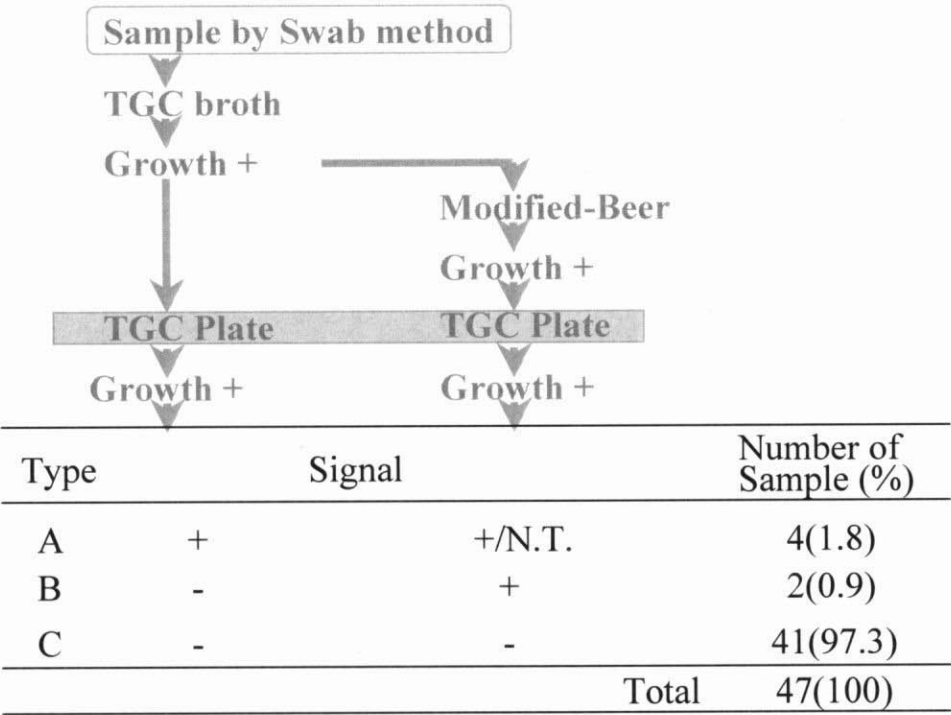 Sample by Swab method
TGC broth
Growth +
Modified-Beer
Growth +
TGC Plate TGC Plate
Growth + Growth +
Type Signal Number of Sample (%)
A + +/N.T. 4(1.8)
B - + 2(0.9)
C - - 41(97.3)
Total 47(100)